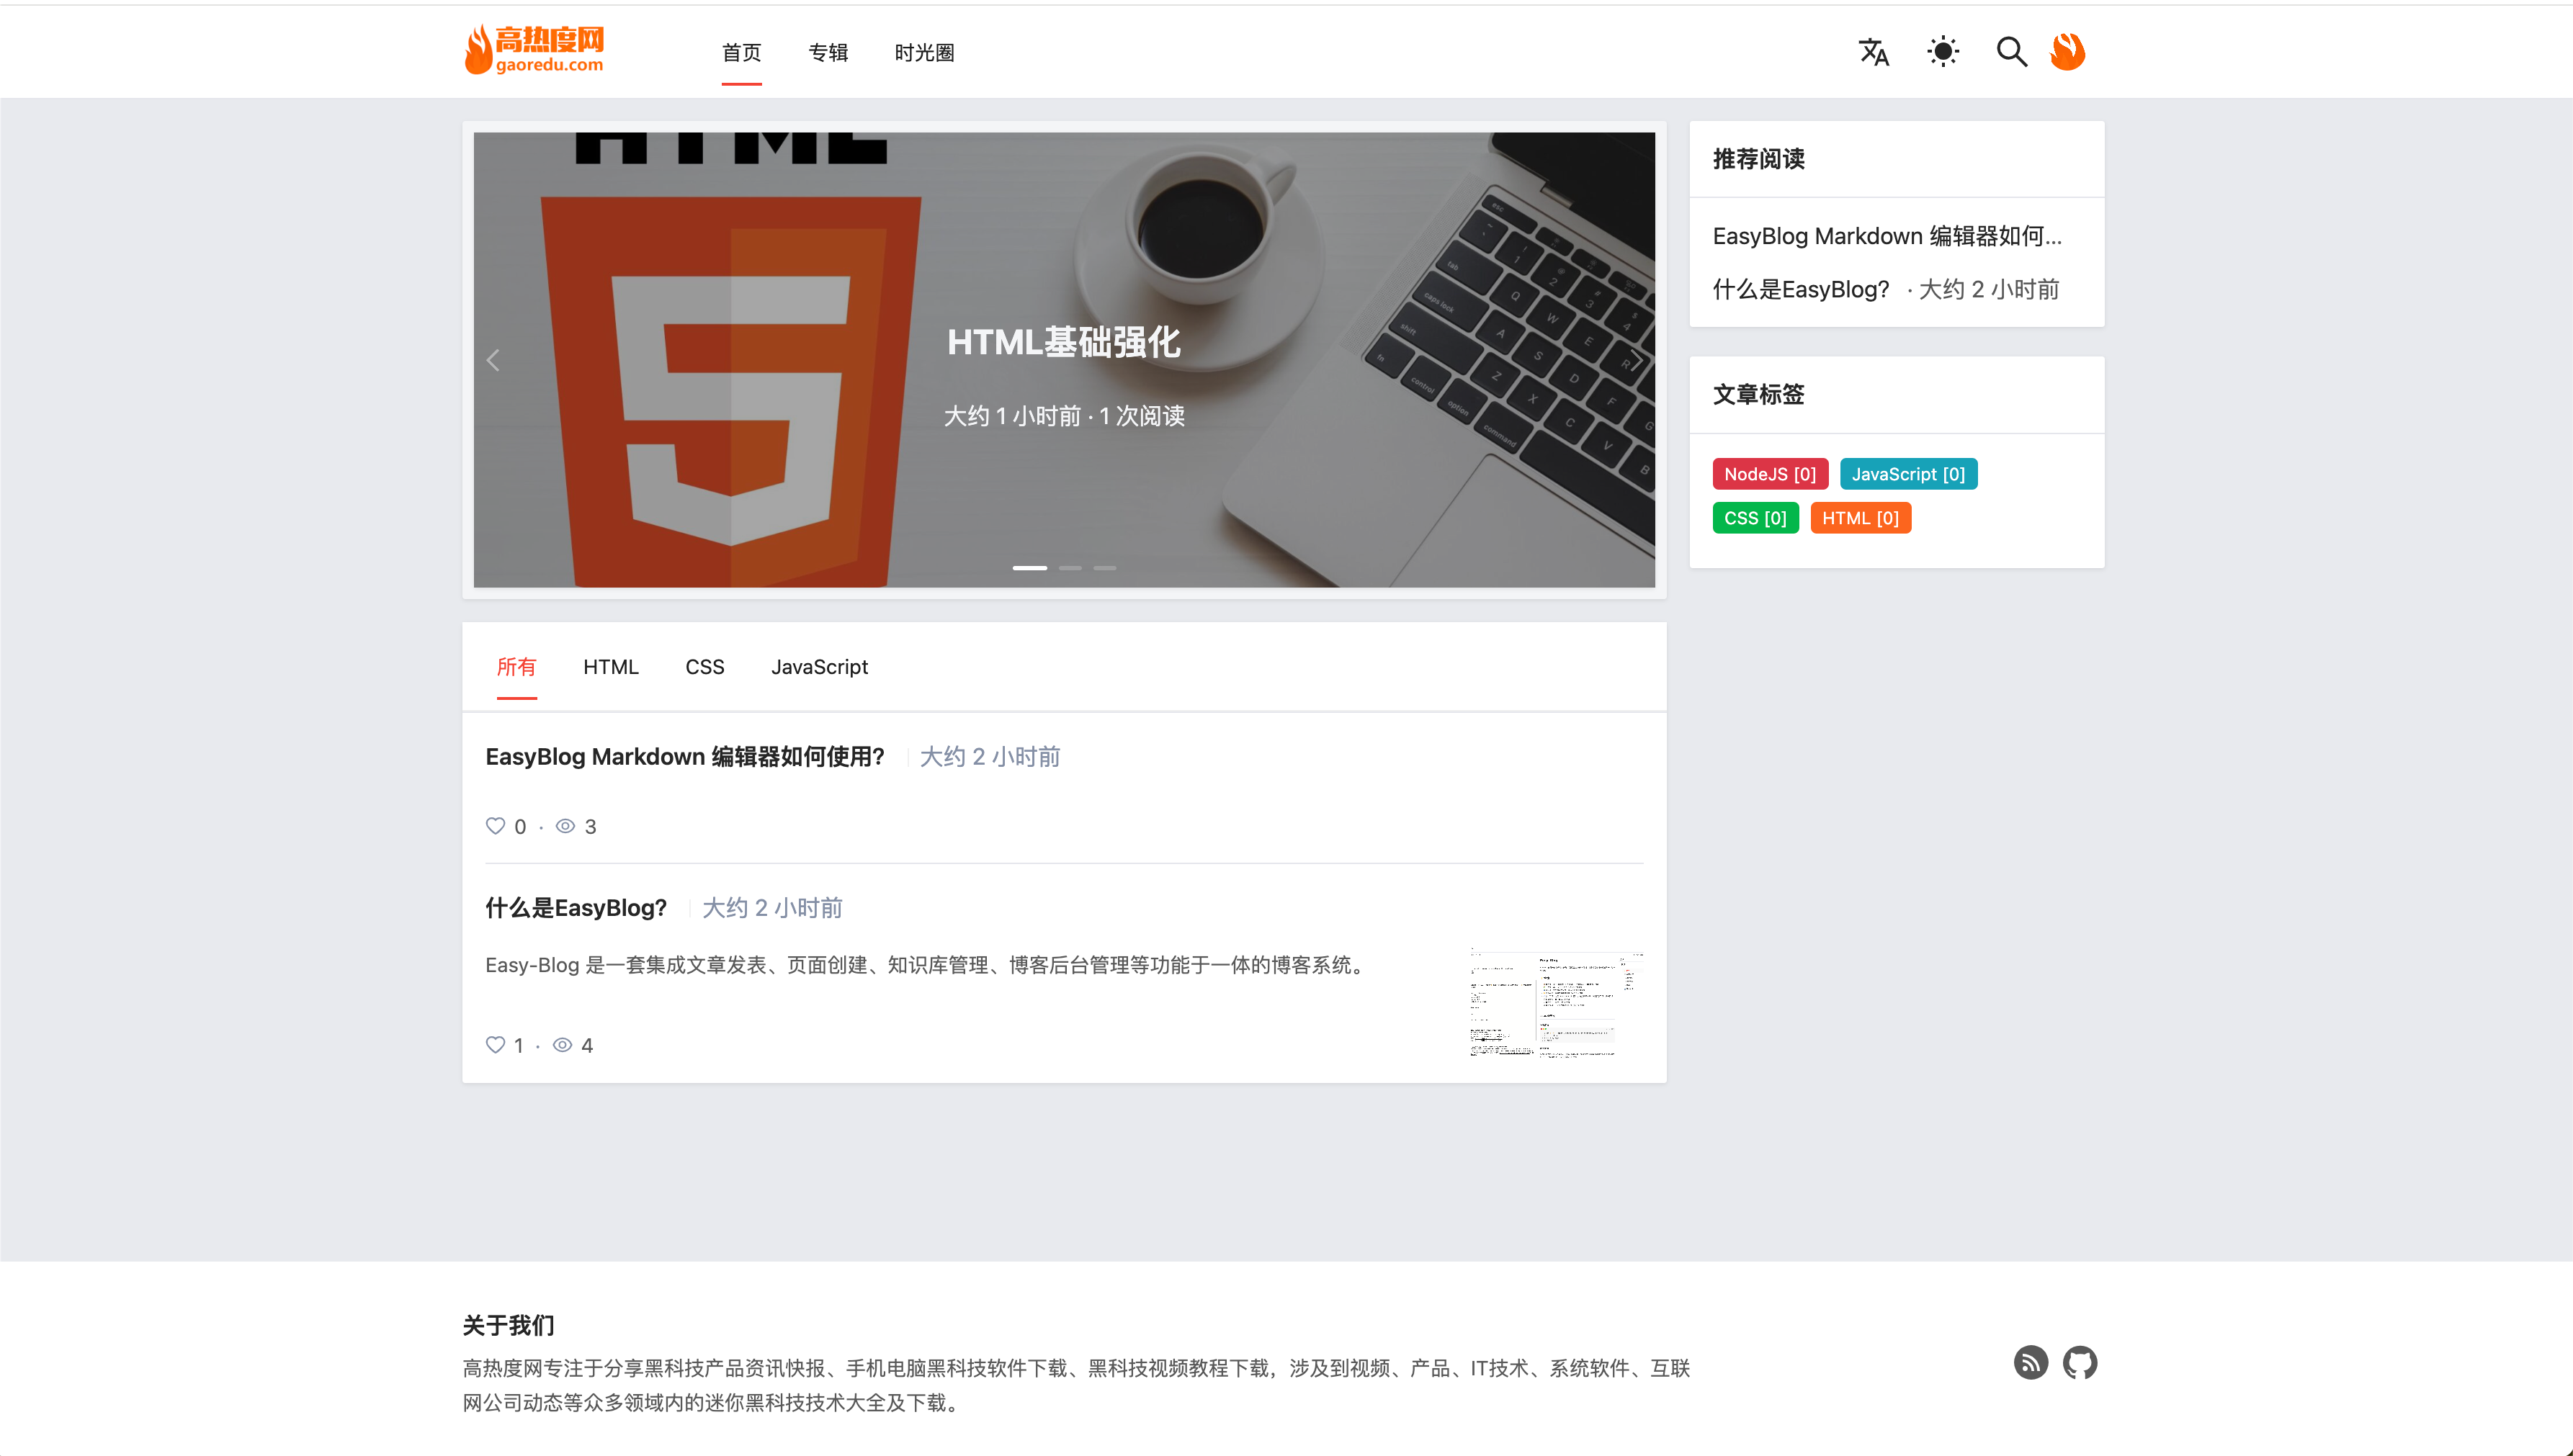 高热度网
gaoredu.com
首页 专辑 时光圈
HTML
HTML基础强化
大约 1 小时前 · 1 次阅读
esc
tab
caps lock
shift
fn
control
option
command
Q W E R
A S D F G
Z X C V B
推荐阅读
EasyBlog Markdown 编辑器如何...
什么是EasyBlog? · 大约 2 小时前
文章标签
NodeJS [0] JavaScript [0]
CSS [0] HTML [0]
所有 HTML CSS JavaScript
EasyBlog Markdown 编辑器如何使用? 大约 2 小时前
0 · 3
什么是EasyBlog? 大约 2 小时前
Easy-Blog 是一套集成文章发表、页面创建、知识库管理、博客后台管理等功能于一体的博客系统。
1 · 4
关于我们
高热度网专注于分享黑科技产品资讯快报、手机电脑黑科技软件下载、黑科技视频教程下载，涉及到视频、产品、IT技术、系统软件、互联
网公司动态等众多领域内的迷你黑科技技术大全及下载。